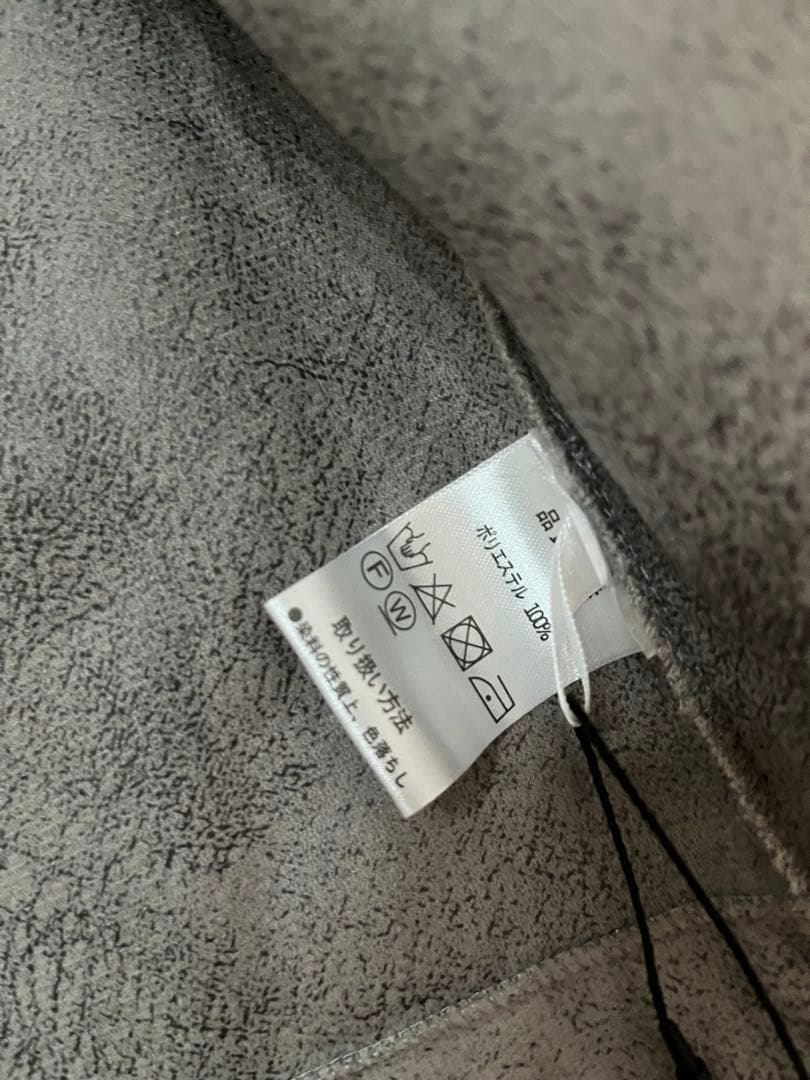 品
ポリエステル 100%
F
W
取り扱い方法
●染料の性質上、色落ちし